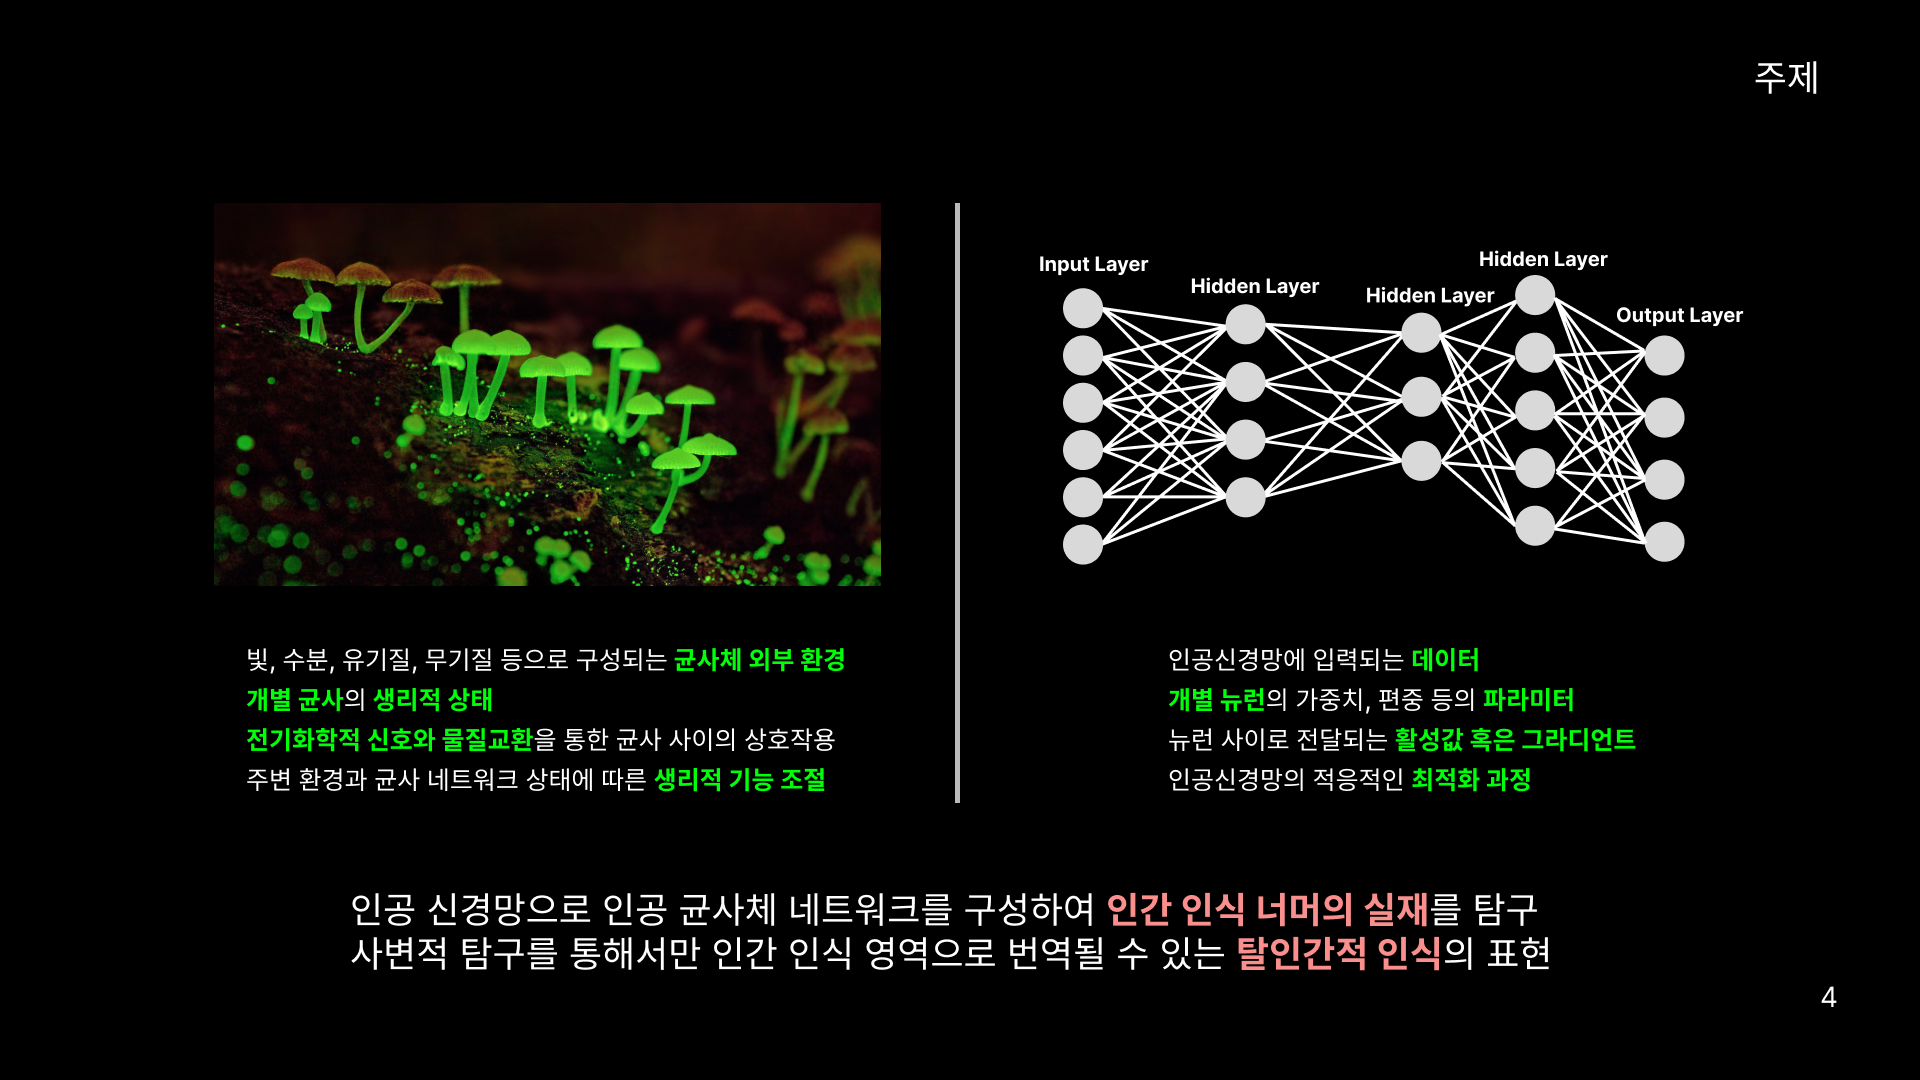 주제
Input Layer
Hidden Layer
Hidden Layer
Hidden Layer
Output Layer
빛, 수분, 유기질, 무기질 등으로 구성되는 균사체 외부 환경
개별 균사의 생리적 상태
전기화학적 신호와 물질교환을 통한 균사 사이의 상호작용
주변 환경과 균사 네트워크 상태에 따른 생리적 기능 조절
인공신경망에 입력되는 데이터
개별 뉴런의 가중치, 편중 등의 파라미터
뉴런 사이로 전달되는 활성값 혹은 그라디언트
인공신경망의 적응적인 최적화 과정
인공 신경망으로 인공 균사체 네트워크를 구성하여 인간 인식 너머의 실재를 탐구
사변적 탐구를 통해서만 인간 인식 영역으로 번역될 수 있는 탈인간적 인식의 표현
4